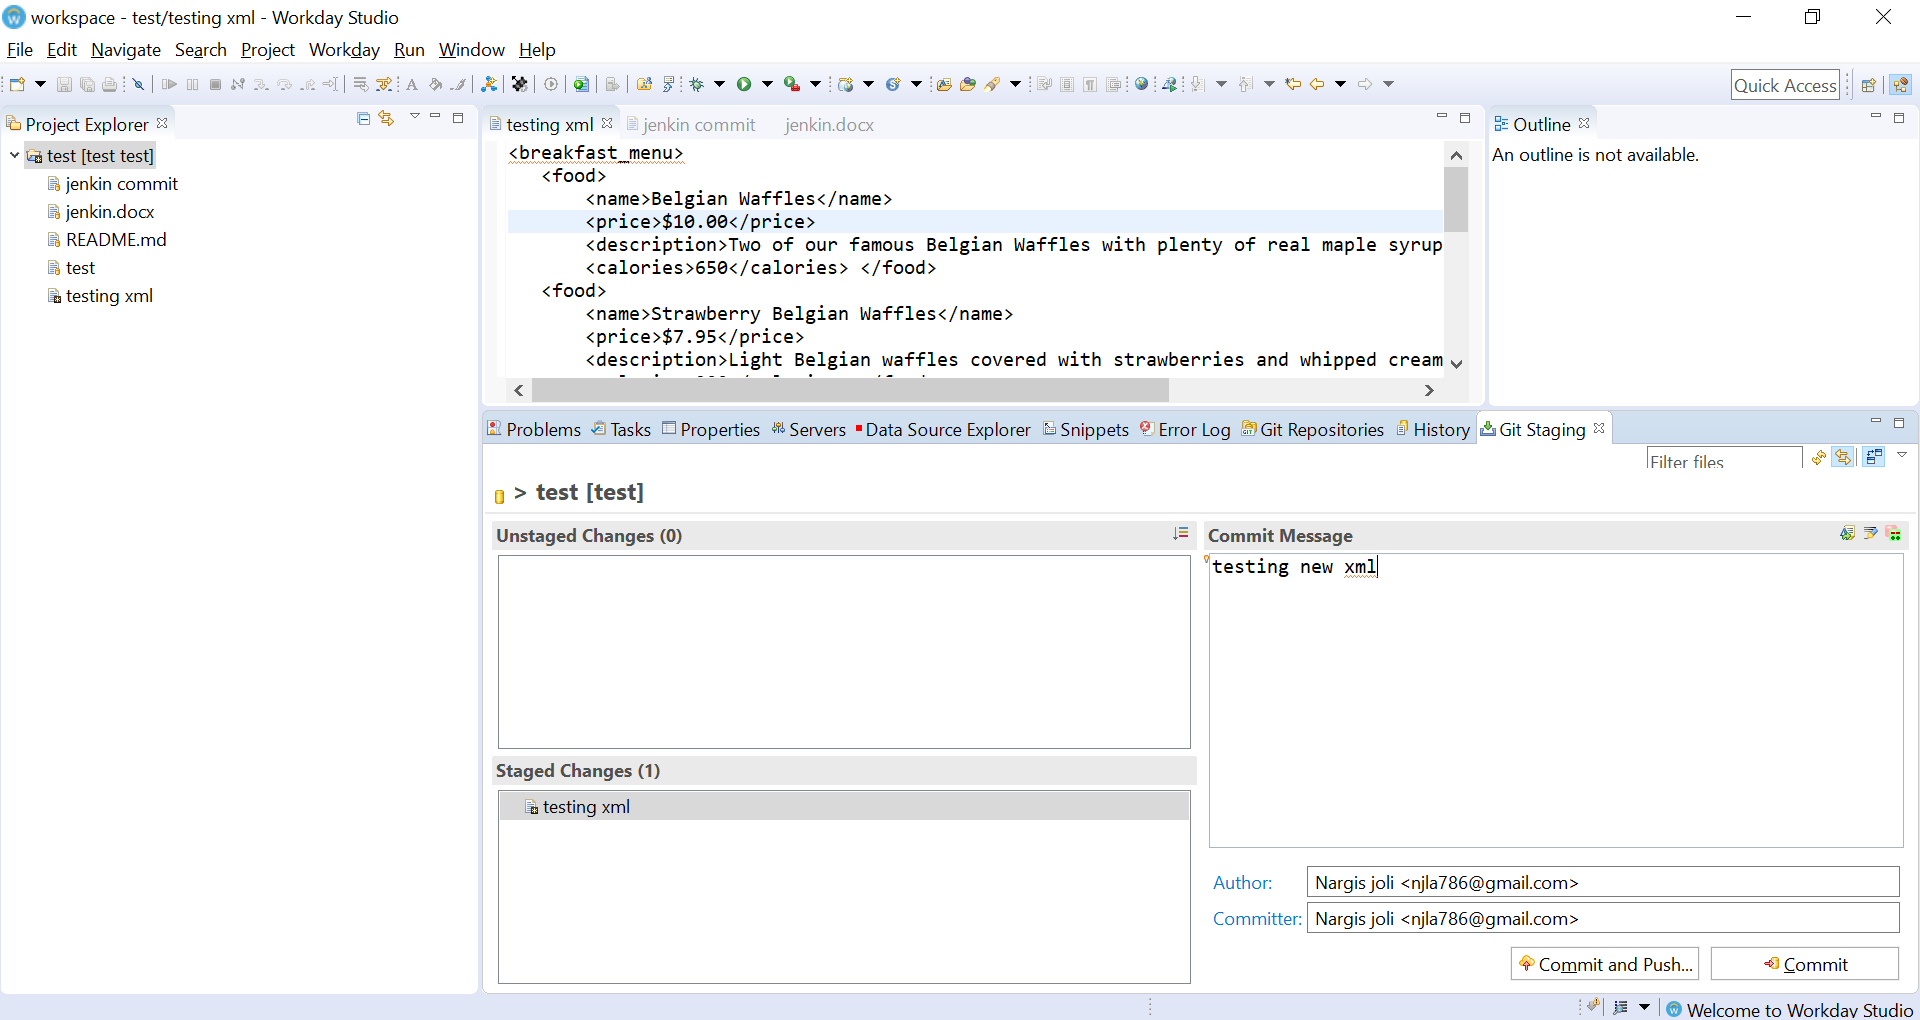 workspace - test/testing xml - Workday Studio
File Edit Navigate Search Project Workday Run Window Help
Quick Access
Project Explorer
test [test test]
jenkin commit
jenkin.docx
README.md
test
testing xml
testing xml jenkin commit jenkin.docx
<breakfast_menu>
<food>
<name>Belgian Waffles</name>
<price>$10.00</price>
<description>Two of our famous Belgian Waffles with plenty of real maple syrup
<calories>650</calories> </food>
<food>
<name>Strawberry Belgian Waffles</name>
<price>$7.95</price>
<description>Light Belgian waffles covered with strawberries and whipped cream
Outline
An outline is not available.
Problems Tasks Properties Servers Data Source Explorer Snippets Error Log Git Repositories History Git Staging
Filter files
> test [test]
Unstaged Changes (0)
Staged Changes (1)
testing xml
Commit Message
testing new xml
Author: Nargis joli <njla786@gmail.com>
Committer: Nargis joli <njla786@gmail.com>
Commit and Push... Commit
Welcome to Workday Studio